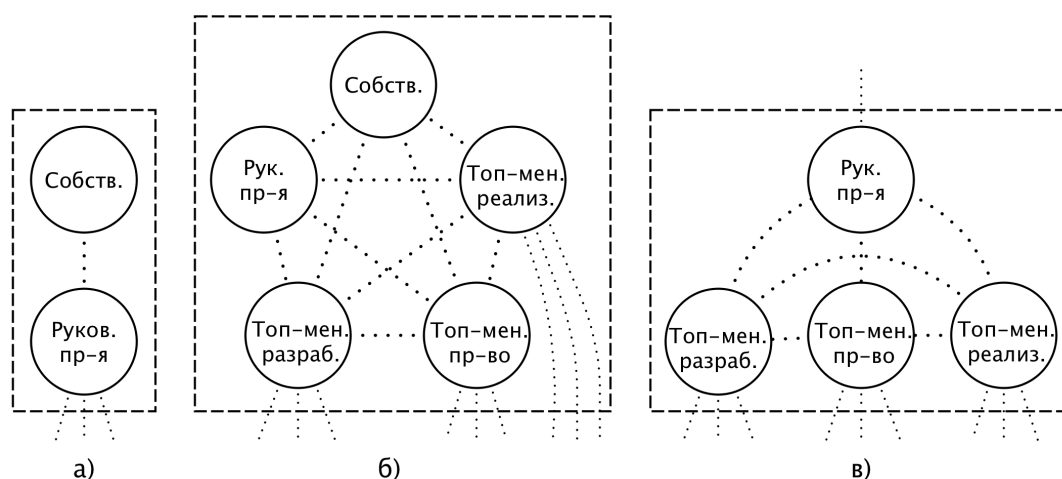 Собств.
Руков.
пр-я
а)
Собств.
Рук.
пр-я
Топ-мен.
реализ.
Топ-мен.
разраб.
Топ-мен.
пр-во
б)
Рук.
пр-я
Топ-мен.
разраб.
Топ-мен.
пр-во
Топ-мен.
реализ.
в)